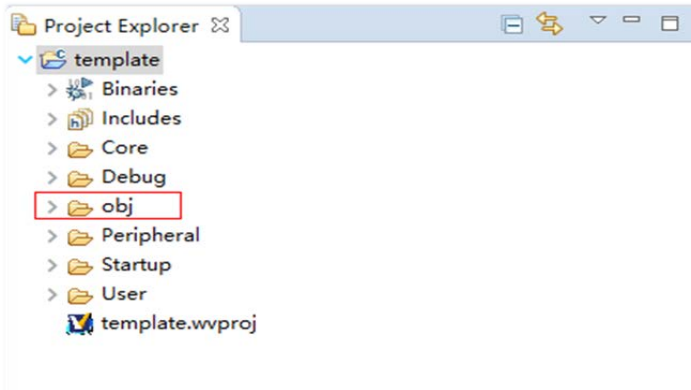 Project Explorer
template
Binaries
Includes
Core
Debug
obj
Peripheral
Startup
User
template.wvproj